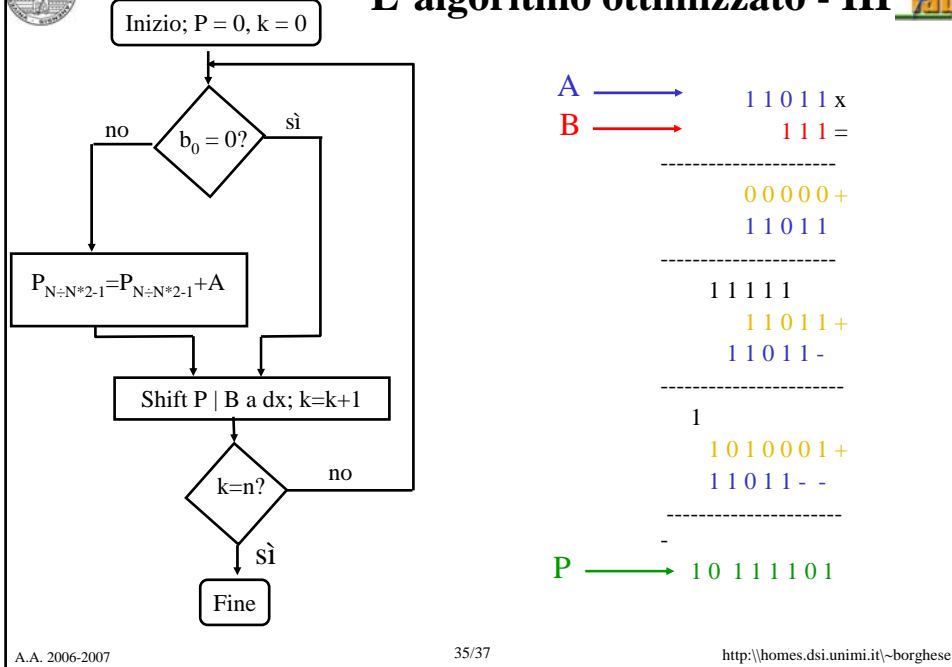 L'algoritmo ottimizzato - III
Inizio; P = 0, k = 0
b0 = 0?
no
sì
PN÷N*2-1=PN÷N*2-1+A
Shift P | B a dx; k=k+1
k=n?
no
sì
Fine
A
1 1 0 1 1 x
B
1 1 1 =
----------------------
0 0 0 0 0 +
1 1 0 1 1
----------------------
1 1 1 1 1
1 1 0 1 1 +
1 1 0 1 1 -
-----------------------
1
1 0 1 0 0 0 1 +
1 1 0 1 1 - -
----------------------
-
P
1 0 1 1 1 1 0 1
A.A. 2006-2007
35/37
http:\\homes.dsi.unimi.it\~borghese